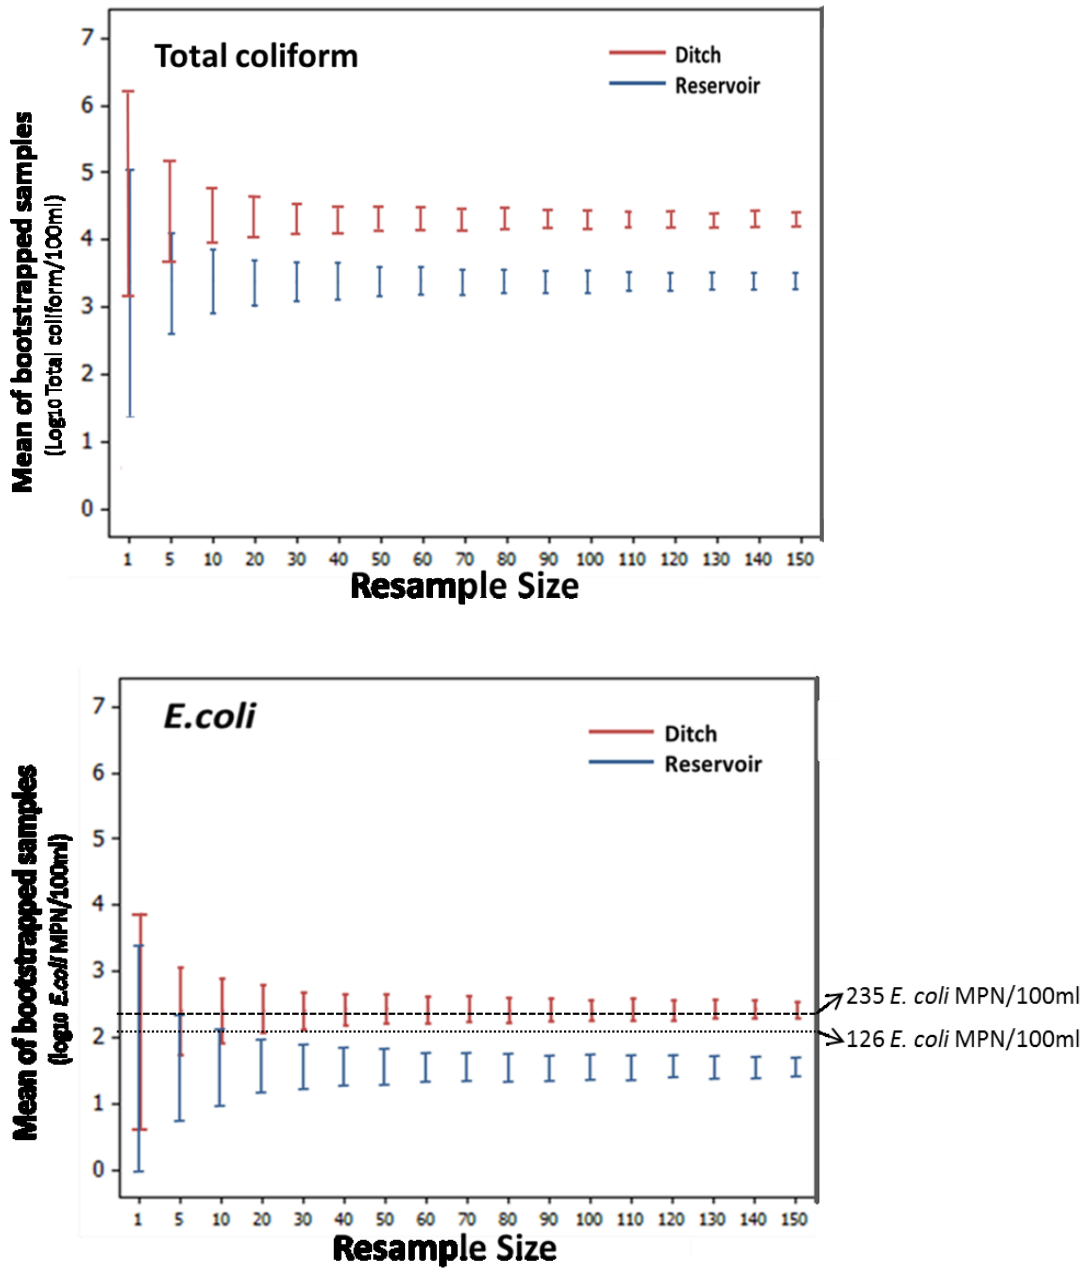 Total coliform
Ditch
Reservoir
Mean of bootstrapped samples
(Log10 Total coliform/100ml)
7
6
5
4
3
2
1
0
1 5 10 20 30 40 50 60 70 80 90 100 110 120 130 140 150
Resample Size
E.coli
Ditch
Reservoir
Mean of bootstrapped samples
(log10 E.coli MPN/100ml)
7
6
5
4
3
2
1
0
235 E. coli MPN/100ml
126 E. coli MPN/100ml
1 5 10 20 30 40 50 60 70 80 90 100 110 120 130 140 150
Resample Size